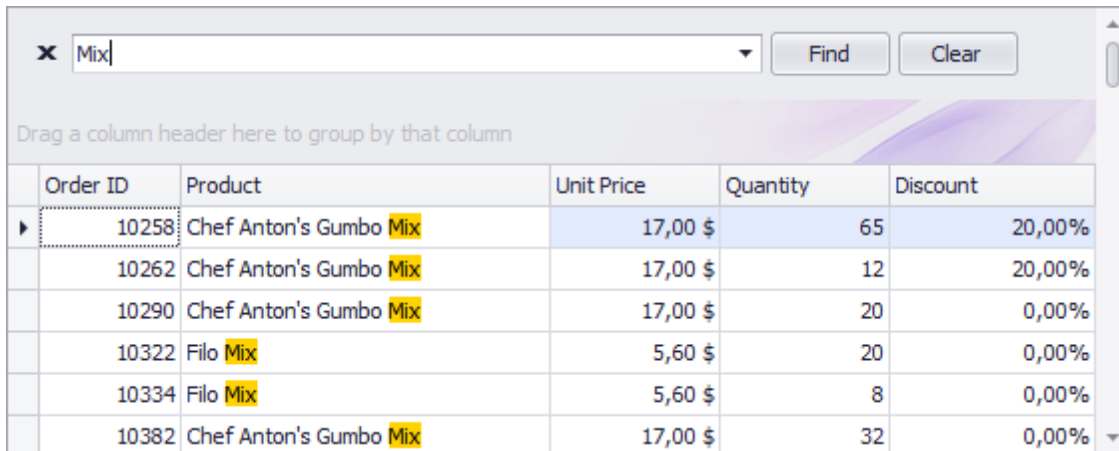 Mix Find Clear
Drag a column header here to group by that column
Order ID Product Unit Price Quantity Discount
10258 Chef Anton's Gumbo Mix 17,00 $ 65 20,00%
10262 Chef Anton's Gumbo Mix 17,00 $ 12 20,00%
10290 Chef Anton's Gumbo Mix 17,00 $ 20 0,00%
10322 Filo Mix 5,60 $ 20 0,00%
10334 Filo Mix 5,60 $ 8 0,00%
10382 Chef Anton's Gumbo Mix 17,00 $ 32 0,00%